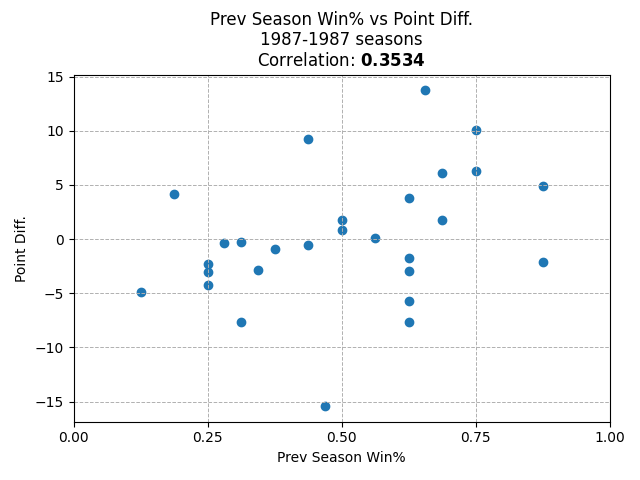 Prev Season Win% vs Point Diff.
1987-1987 seasons
Correlation: 0.3534
15
10
5
0
−5
−10
−15
Point Diff.
0.00 0.25 0.50 0.75 1.00
Prev Season Win%